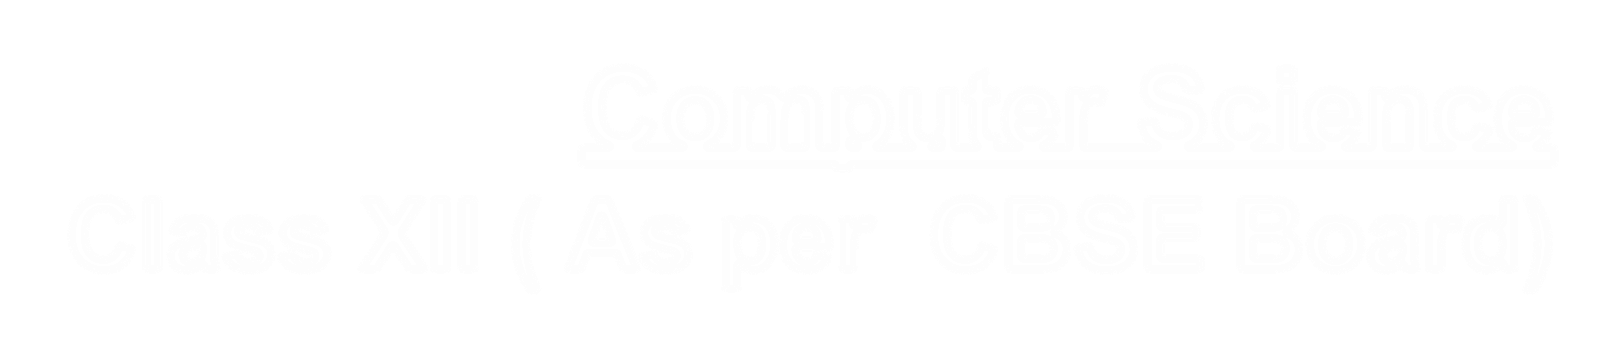 Computer Science
Class XII ( As per CBSE Board)